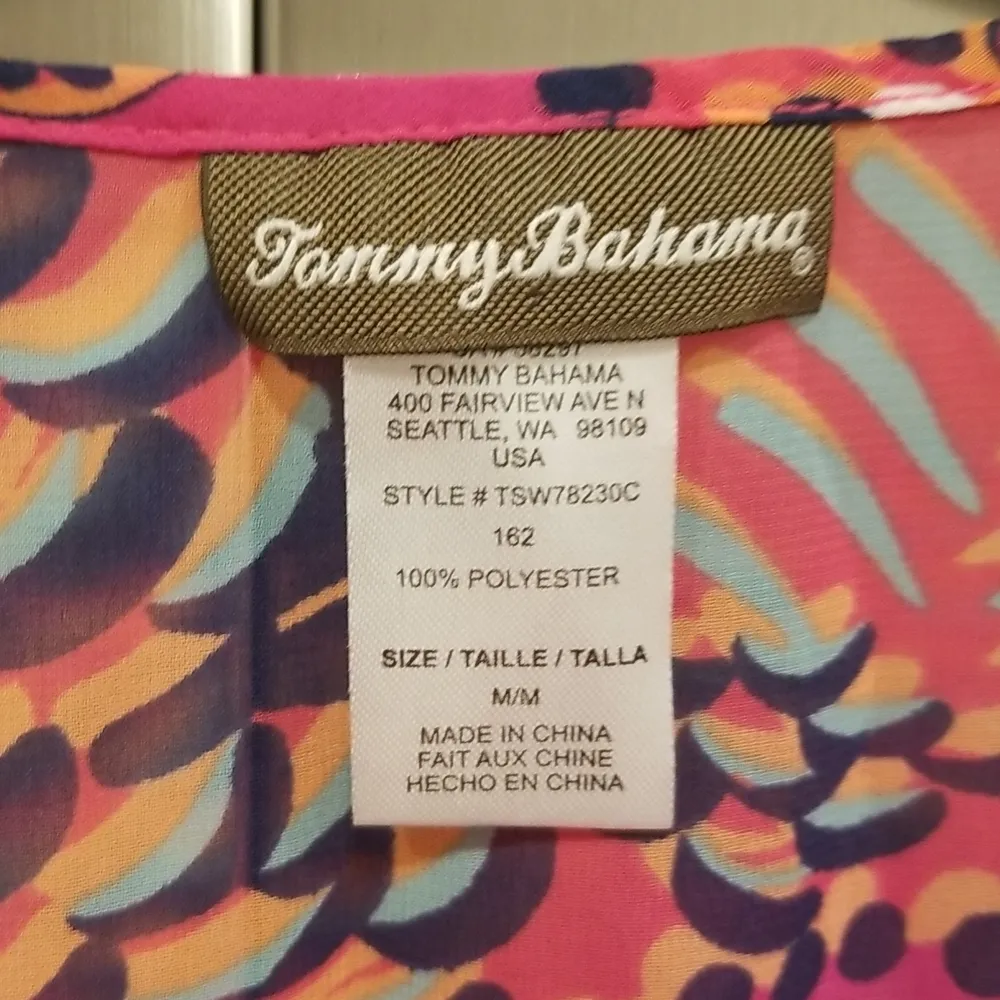 Tommy Bahama®
TOMMY BAHAMA
400 FAIRVIEW AVE N
SEATTLE, WA 98109
USA
STYLE # TSW78230C
162
100% POLYESTER
SIZE / TAILLE / TALLA
M/M
MADE IN CHINA
FAIT AUX CHINE
HECHO EN CHINA